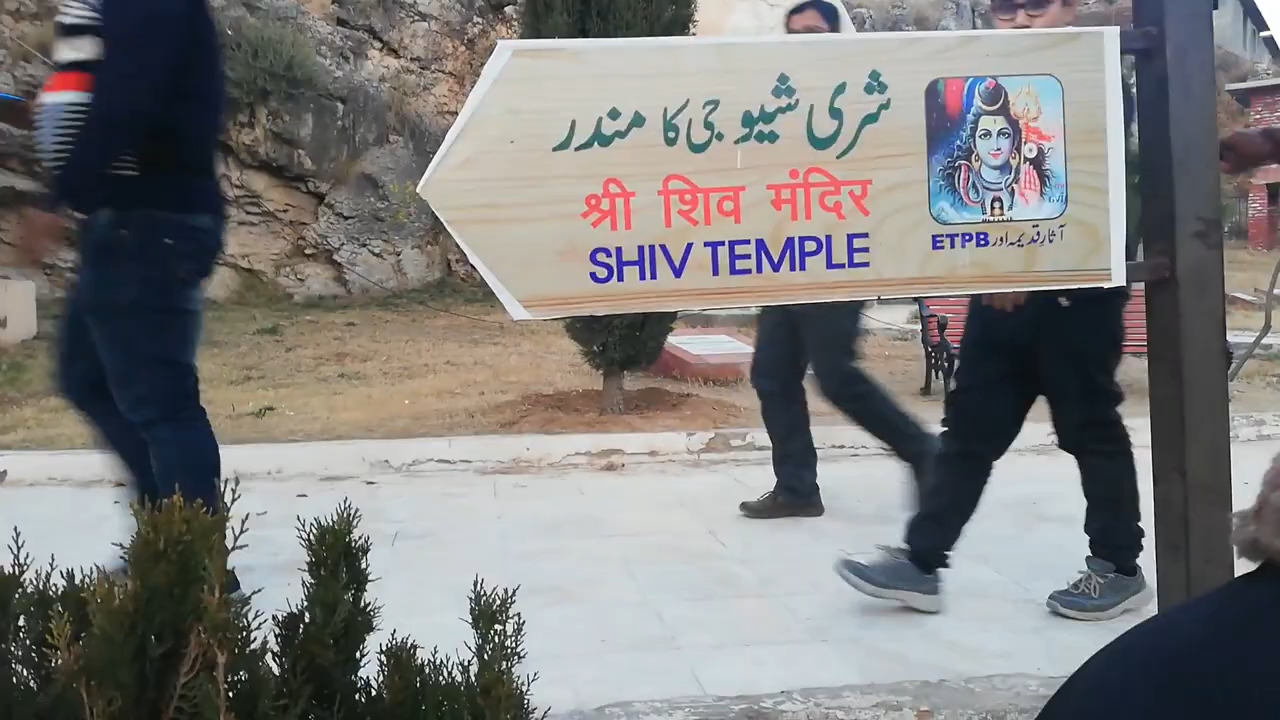 شری شیو جی کا مندر
श्री शिव मंदिर
SHIV TEMPLE
آثارِقدیمہ اور ETPB